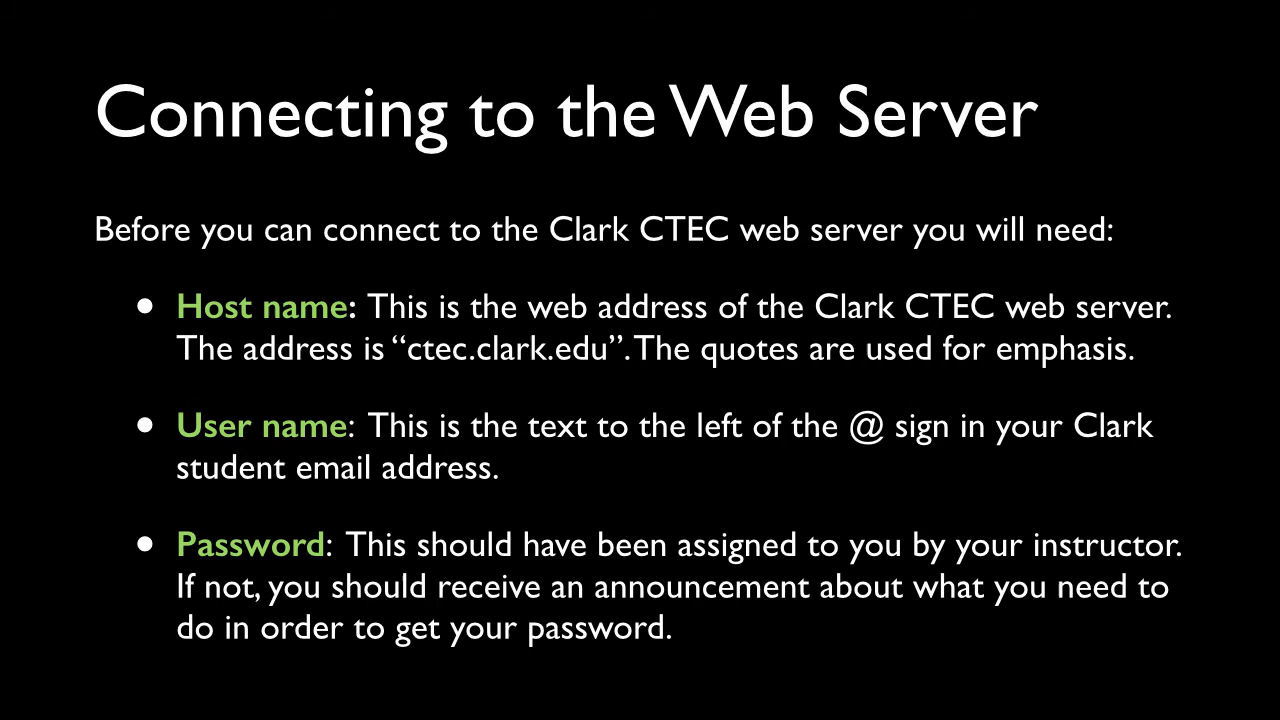 Connecting to the Web Server
Before you can connect to the Clark CTEC web server you will need:
• Host name: This is the web address of the Clark CTEC web server.
The address is “ctec.clark.edu”. The quotes are used for emphasis.
• User name: This is the text to the left of the @ sign in your Clark
student email address.
• Password: This should have been assigned to you by your instructor.
If not, you should receive an announcement about what you need to
do in order to get your password.